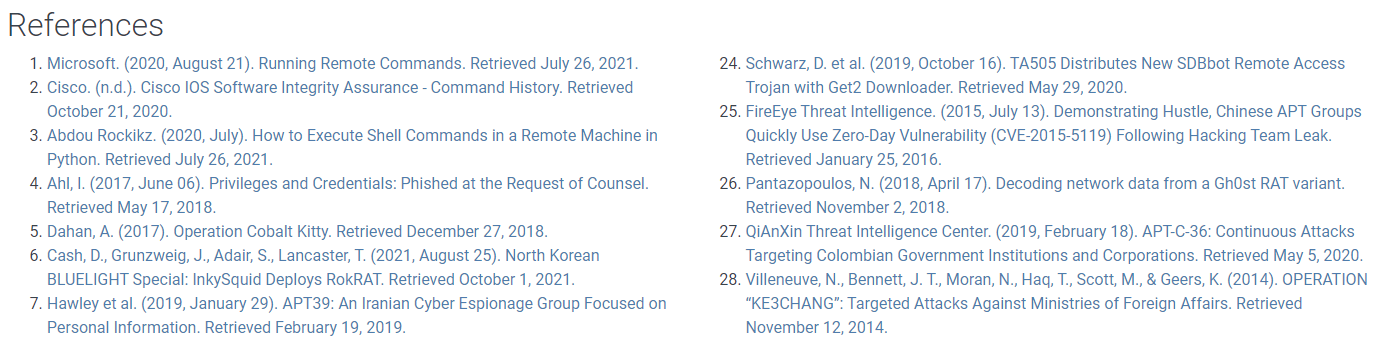 References
1. Microsoft. (2020, August 21). Running Remote Commands. Retrieved July 26, 2021.
2. Cisco. (n.d.). Cisco IOS Software Integrity Assurance - Command History. Retrieved
October 21, 2020.
3. Abdou Rockikz. (2020, July). How to Execute Shell Commands in a Remote Machine in
Python. Retrieved July 26, 2021.
4. Ahl, I. (2017, June 06). Privileges and Credentials: Phished at the Request of Counsel.
Retrieved May 17, 2018.
5. Dahan, A. (2017). Operation Cobalt Kitty. Retrieved December 27, 2018.
6. Cash, D., Grunzweig, J., Adair, S., Lancaster, T. (2021, August 25). North Korean
BLUELIGHT Special: InkySquid Deploys RokRAT. Retrieved October 1, 2021.
7. Hawley et al. (2019, January 29). APT39: An Iranian Cyber Espionage Group Focused on
Personal Information. Retrieved February 19, 2019.
24. Schwarz, D. et al. (2019, October 16). TA505 Distributes New SDBbot Remote Access
Trojan with Get2 Downloader. Retrieved May 29, 2020.
25. FireEye Threat Intelligence. (2015, July 13). Demonstrating Hustle, Chinese APT Groups
Quickly Use Zero-Day Vulnerability (CVE-2015-5119) Following Hacking Team Leak.
Retrieved January 25, 2016.
26. Pantazopoulos, N. (2018, April 17). Decoding network data from a Gh0st RAT variant.
Retrieved November 2, 2018.
27. QiAnXin Threat Intelligence Center. (2019, February 18). APT-C-36: Continuous Attacks
Targeting Colombian Government Institutions and Corporations. Retrieved May 5, 2020.
28. Villeneuve, N., Bennett, J. T., Moran, N., Haq, T., Scott, M., & Geers, K. (2014). OPERATION
“KE3CHANG”: Targeted Attacks Against Ministries of Foreign Affairs. Retrieved
November 12, 2014.